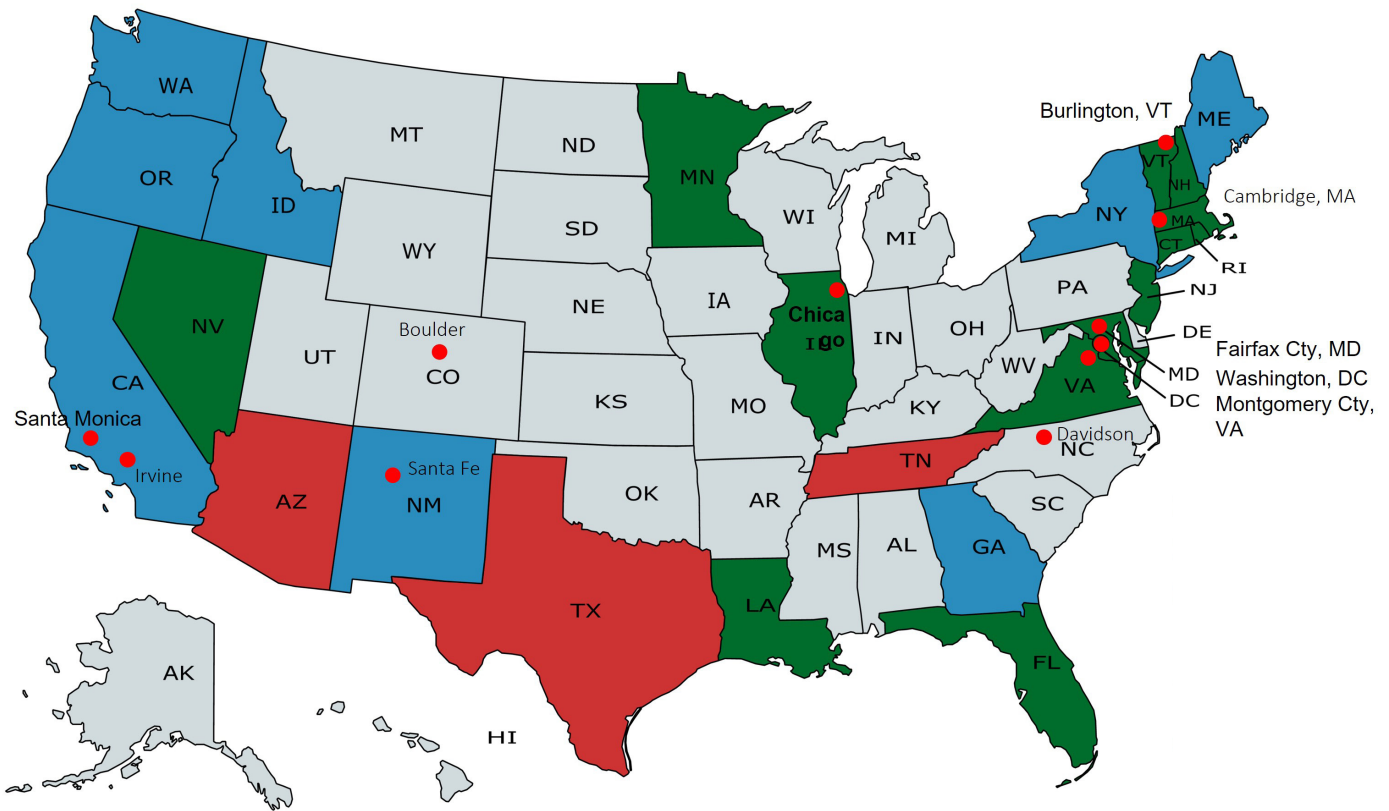 WA
MT
ND
MN
Burlington, VT
ME
VT
NH
OR
ID
SD
WI
MI
NY
Cambridge, MA
MA
CT
RI
WY
IA
PA
NJ
NE
NV
UT
Boulder
CO
Chica
go
I
IN
OH
DE
WV
VA
MD
DC
Fairfax Cty, MD
Washington, DC
Montgomery Cty,
VA
CA
KS
MO
KY
Santa Monica
Irvine
Santa Fe
Davidson
NC
TN
AZ
NM
OK
AR
SC
MS
AL
GA
TX
LA
FL
AK
HI